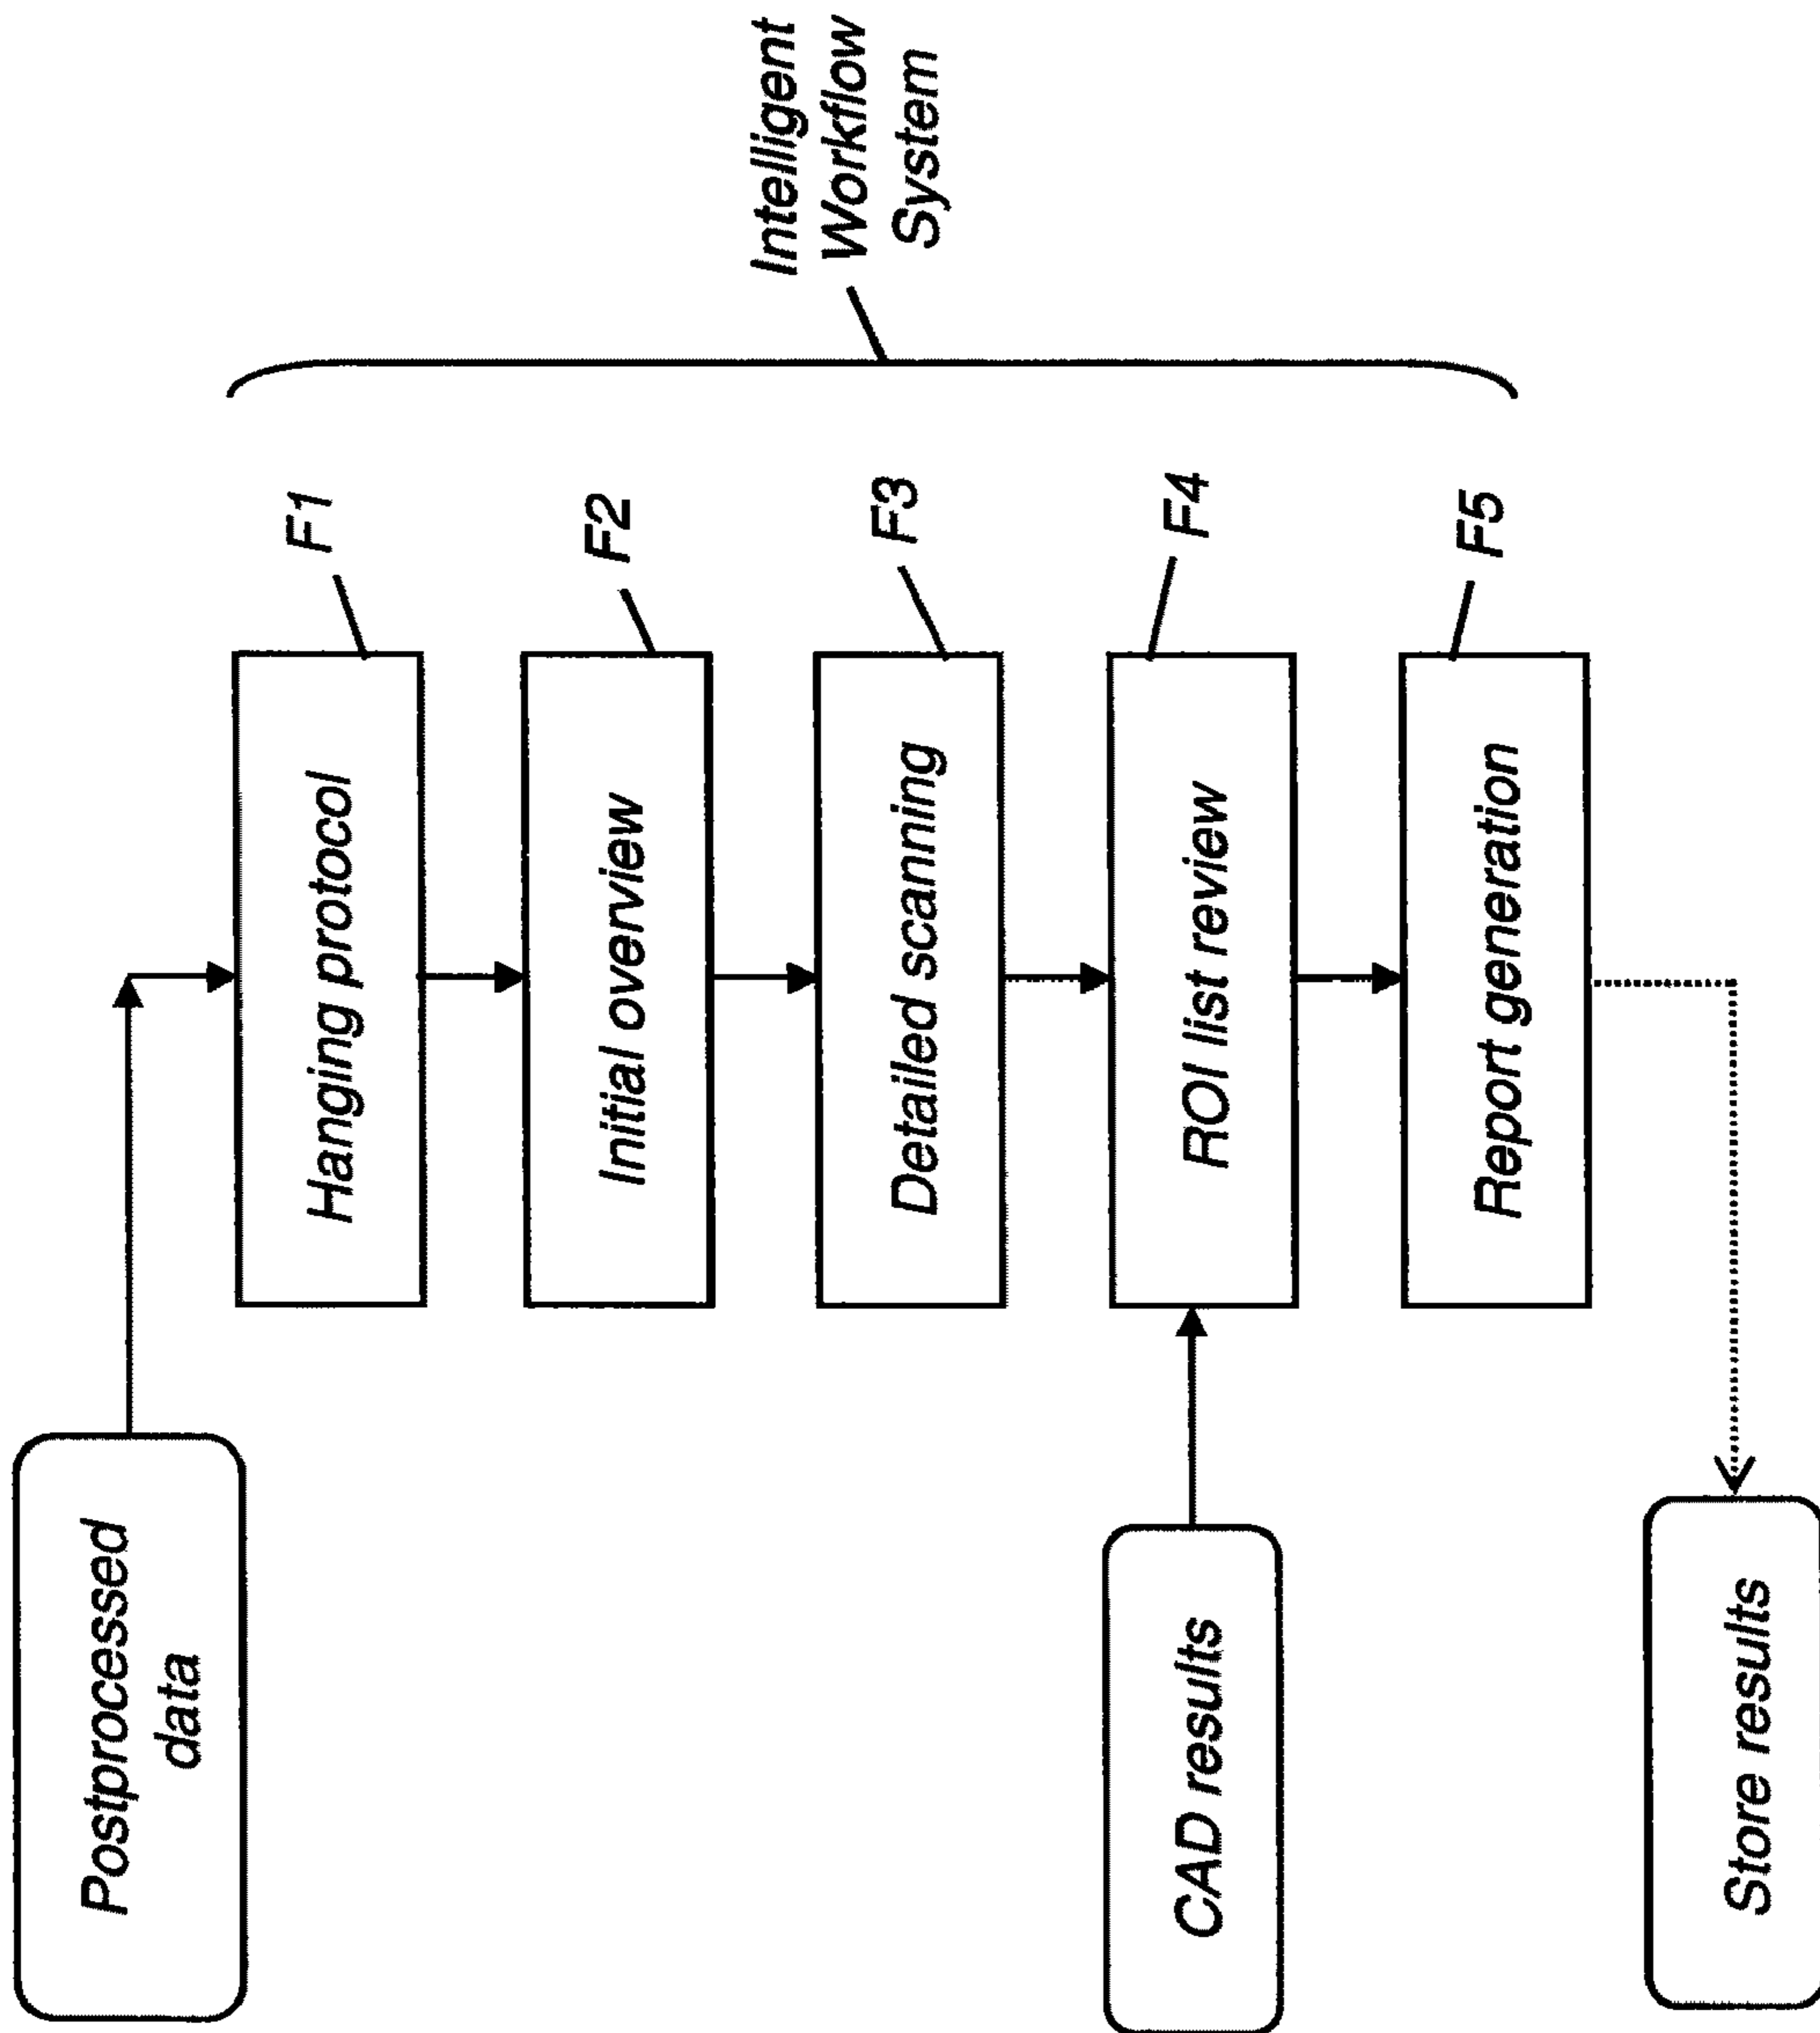 Postprocessed
data
Hanging protocol
F1
Initial overview
F2
Detailed scanning
F3
CAD results
ROI list review
F4
Report generation
F5
Store results
Intelligent
Workflow
System